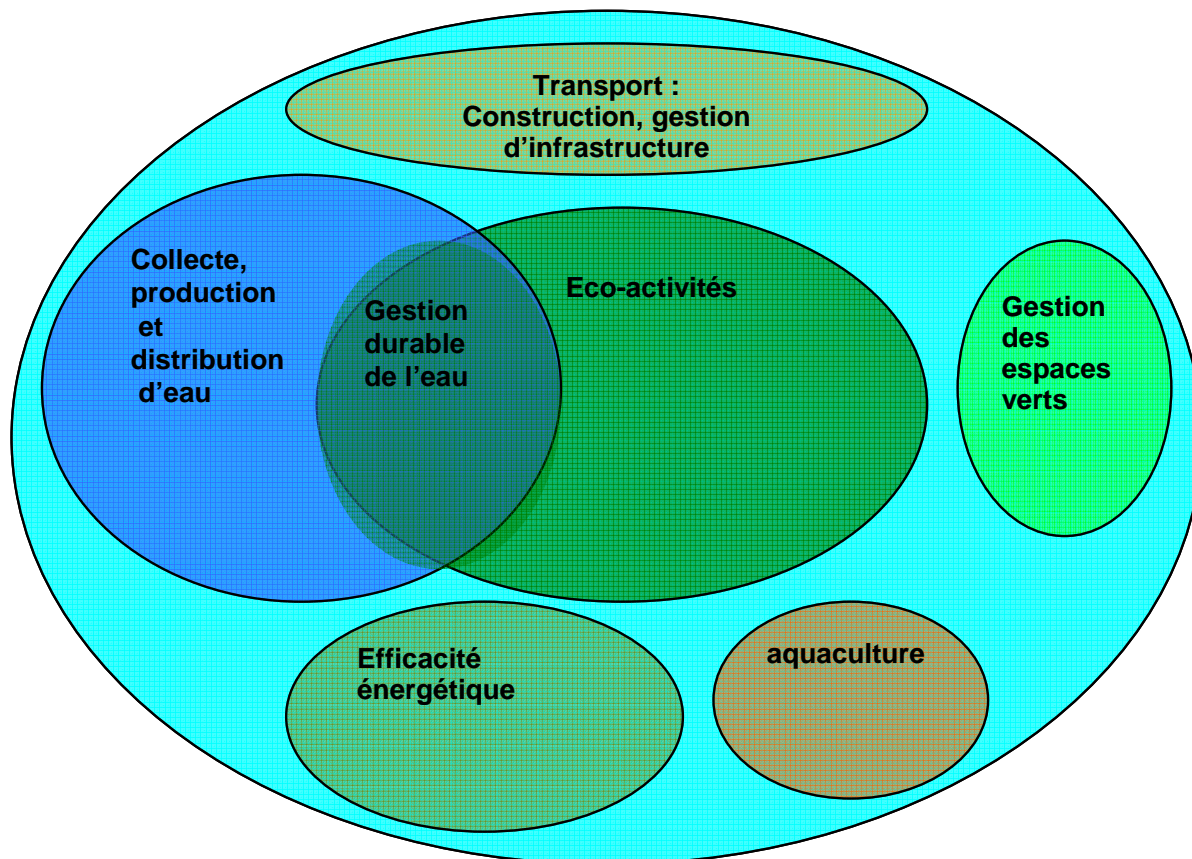 Transport :
Construction, gestion
d’infrastructure
Collecte,
production
et
distribution
d’eau
Gestion
durable
de l’eau
Eco-activités
Gestion
des
espaces
verts
Efficacité
énergétique
aquaculture